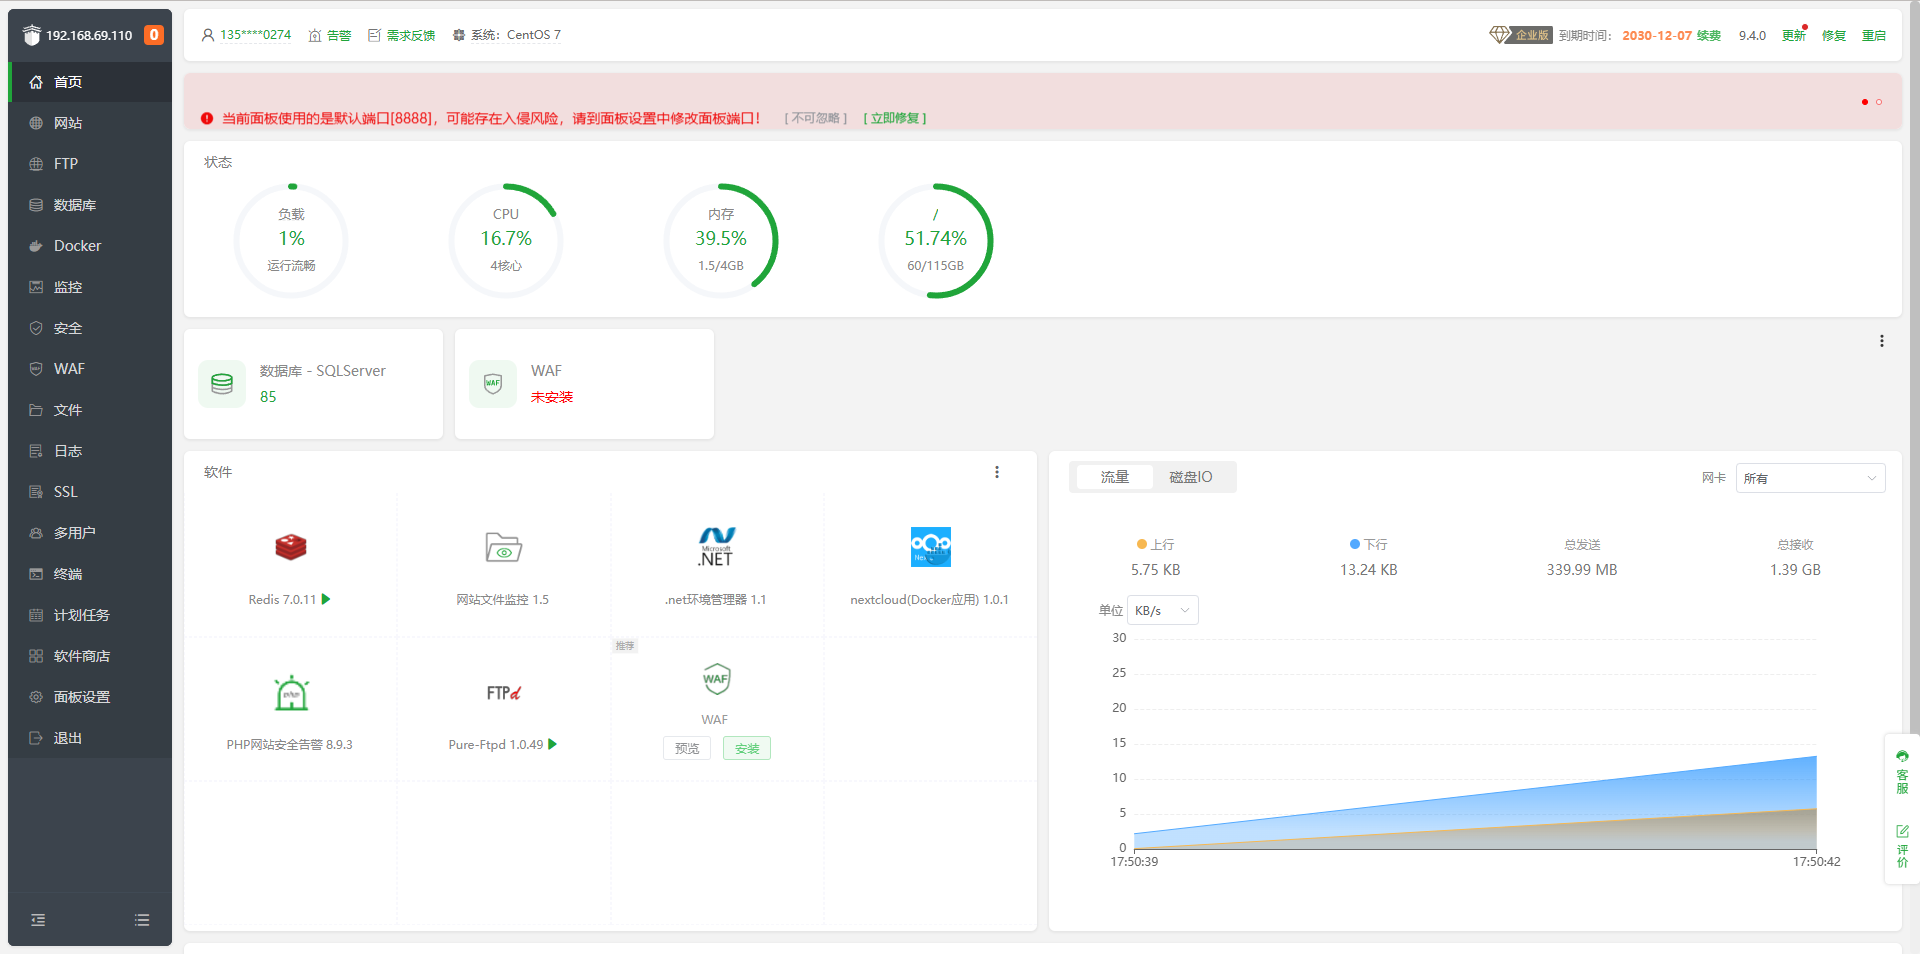 192.168.69.110 0
首页
网站
FTP
数据库
Docker
监控
安全
WAF
文件
日志
SSL
多用户
终端
计划任务
软件商店
面板设置
退出
135****0274 告警 需求反馈 系统: CentOS 7
企业版 到期时间: 2030-12-07 续费 9.4.0 更新 修复 重启
当前面板使用的是默认端口[8888]，可能存在入侵风险，请到面板设置中修改面板端口！ [ 不可忽略 ] [ 立即修复 ]
状态
负载
1%
运行流畅
CPU
16.7%
4核心
内存
39.5%
1.5/4GB
/
51.74%
60/115GB
数据库 - SQLServer
85
WAF
未安装
软件
Redis 7.0.11
网站文件监控 1.5
Microsoft
.NET
.net环境管理器 1.1
nextcloud(Docker应用) 1.0.1
PHP网站安全告警 8.9.3
FTPd
Pure-Ftpd 1.0.49
推荐
WAF
WAF
预览 安装
流量 磁盘IO
网卡 所有
上行
5.75 KB
下行
13.24 KB
总发送
339.99 MB
总接收
1.39 GB
单位 KB/s
30
25
20
15
10
5
0
17:50:39 17:50:42
客服
评价